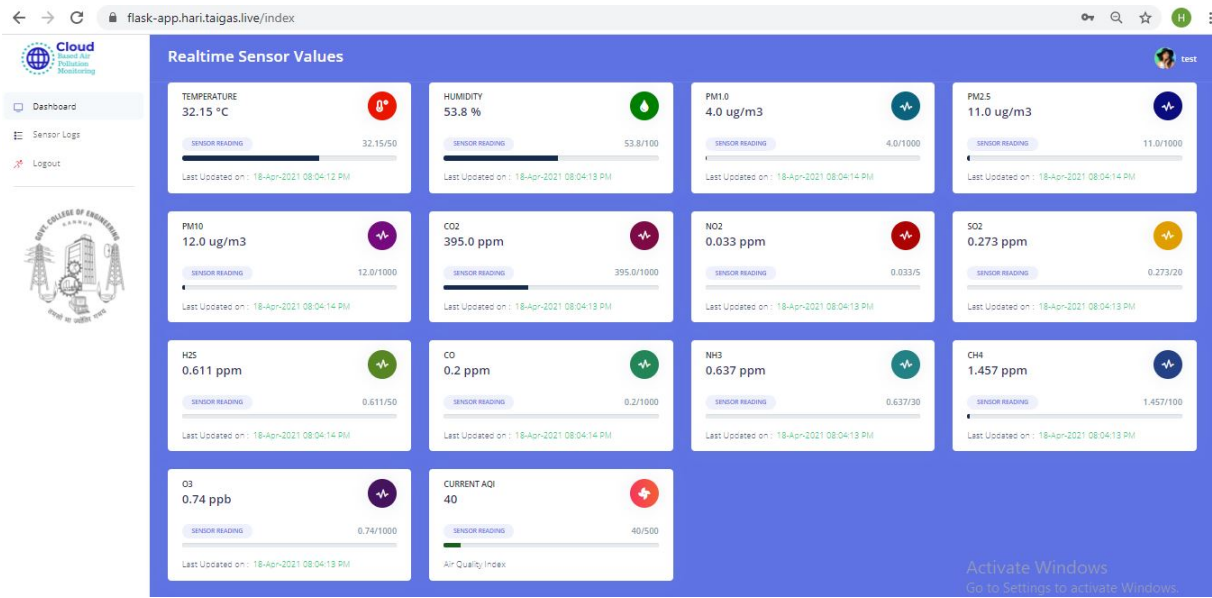 flask-app.hari.taigas.live/index
H
Cloud
Based Air
Pollution
Monitoring
Realtime Sensor Values
test
Dashboard
Sensor Logs
Logout
TEMPERATURE
32.15 °C
SENSOR READING
32.15/50
Last Updated on : 18-Apr-2021 08:04:12 PM
HUMIDITY
53.8 %
SENSOR READING
53.8/100
Last Updated on : 18-Apr-2021 08:04:13 PM
PM1.0
4.0 ug/m3
SENSOR READING
4.0/1000
Last Updated on : 18-Apr-2021 08:04:14 PM
PM2.5
11.0 ug/m3
SENSOR READING
11.0/1000
Last Updated on : 18-Apr-2021 08:04:14 PM
GOVT. COLLEGE OF ENGINEERING
PM10
12.0 ug/m3
SENSOR READING
12.0/1000
Last Updated on : 18-Apr-2021 08:04:14 PM
CO2
395.0 ppm
SENSOR READING
395.0/1000
Last Updated on : 18-Apr-2021 08:04:13 PM
NO2
0.033 ppm
SENSOR READING
0.033/5
Last Updated on : 18-Apr-2021 08:04:13 PM
SO2
0.273 ppm
SENSOR READING
0.273/20
Last Updated on : 18-Apr-2021 08:04:13 PM
H2S
0.611 ppm
SENSOR READING
0.611/50
Last Updated on : 18-Apr-2021 08:04:14 PM
CO
0.2 ppm
SENSOR READING
0.2/1000
Last Updated on : 18-Apr-2021 08:04:14 PM
NH3
0.637 ppm
SENSOR READING
0.637/30
Last Updated on : 18-Apr-2021 08:04:13 PM
CH4
1.457 ppm
SENSOR READING
1.457/100
Last Updated on : 18-Apr-2021 08:04:13 PM
O3
0.74 ppb
SENSOR READING
0.74/1000
Last Updated on : 18-Apr-2021 08:04:13 PM
CURRENT AQI
40
SENSOR READING
40/500
Air Quality Index
Activate Windows
Go to Settings to activate Windows.